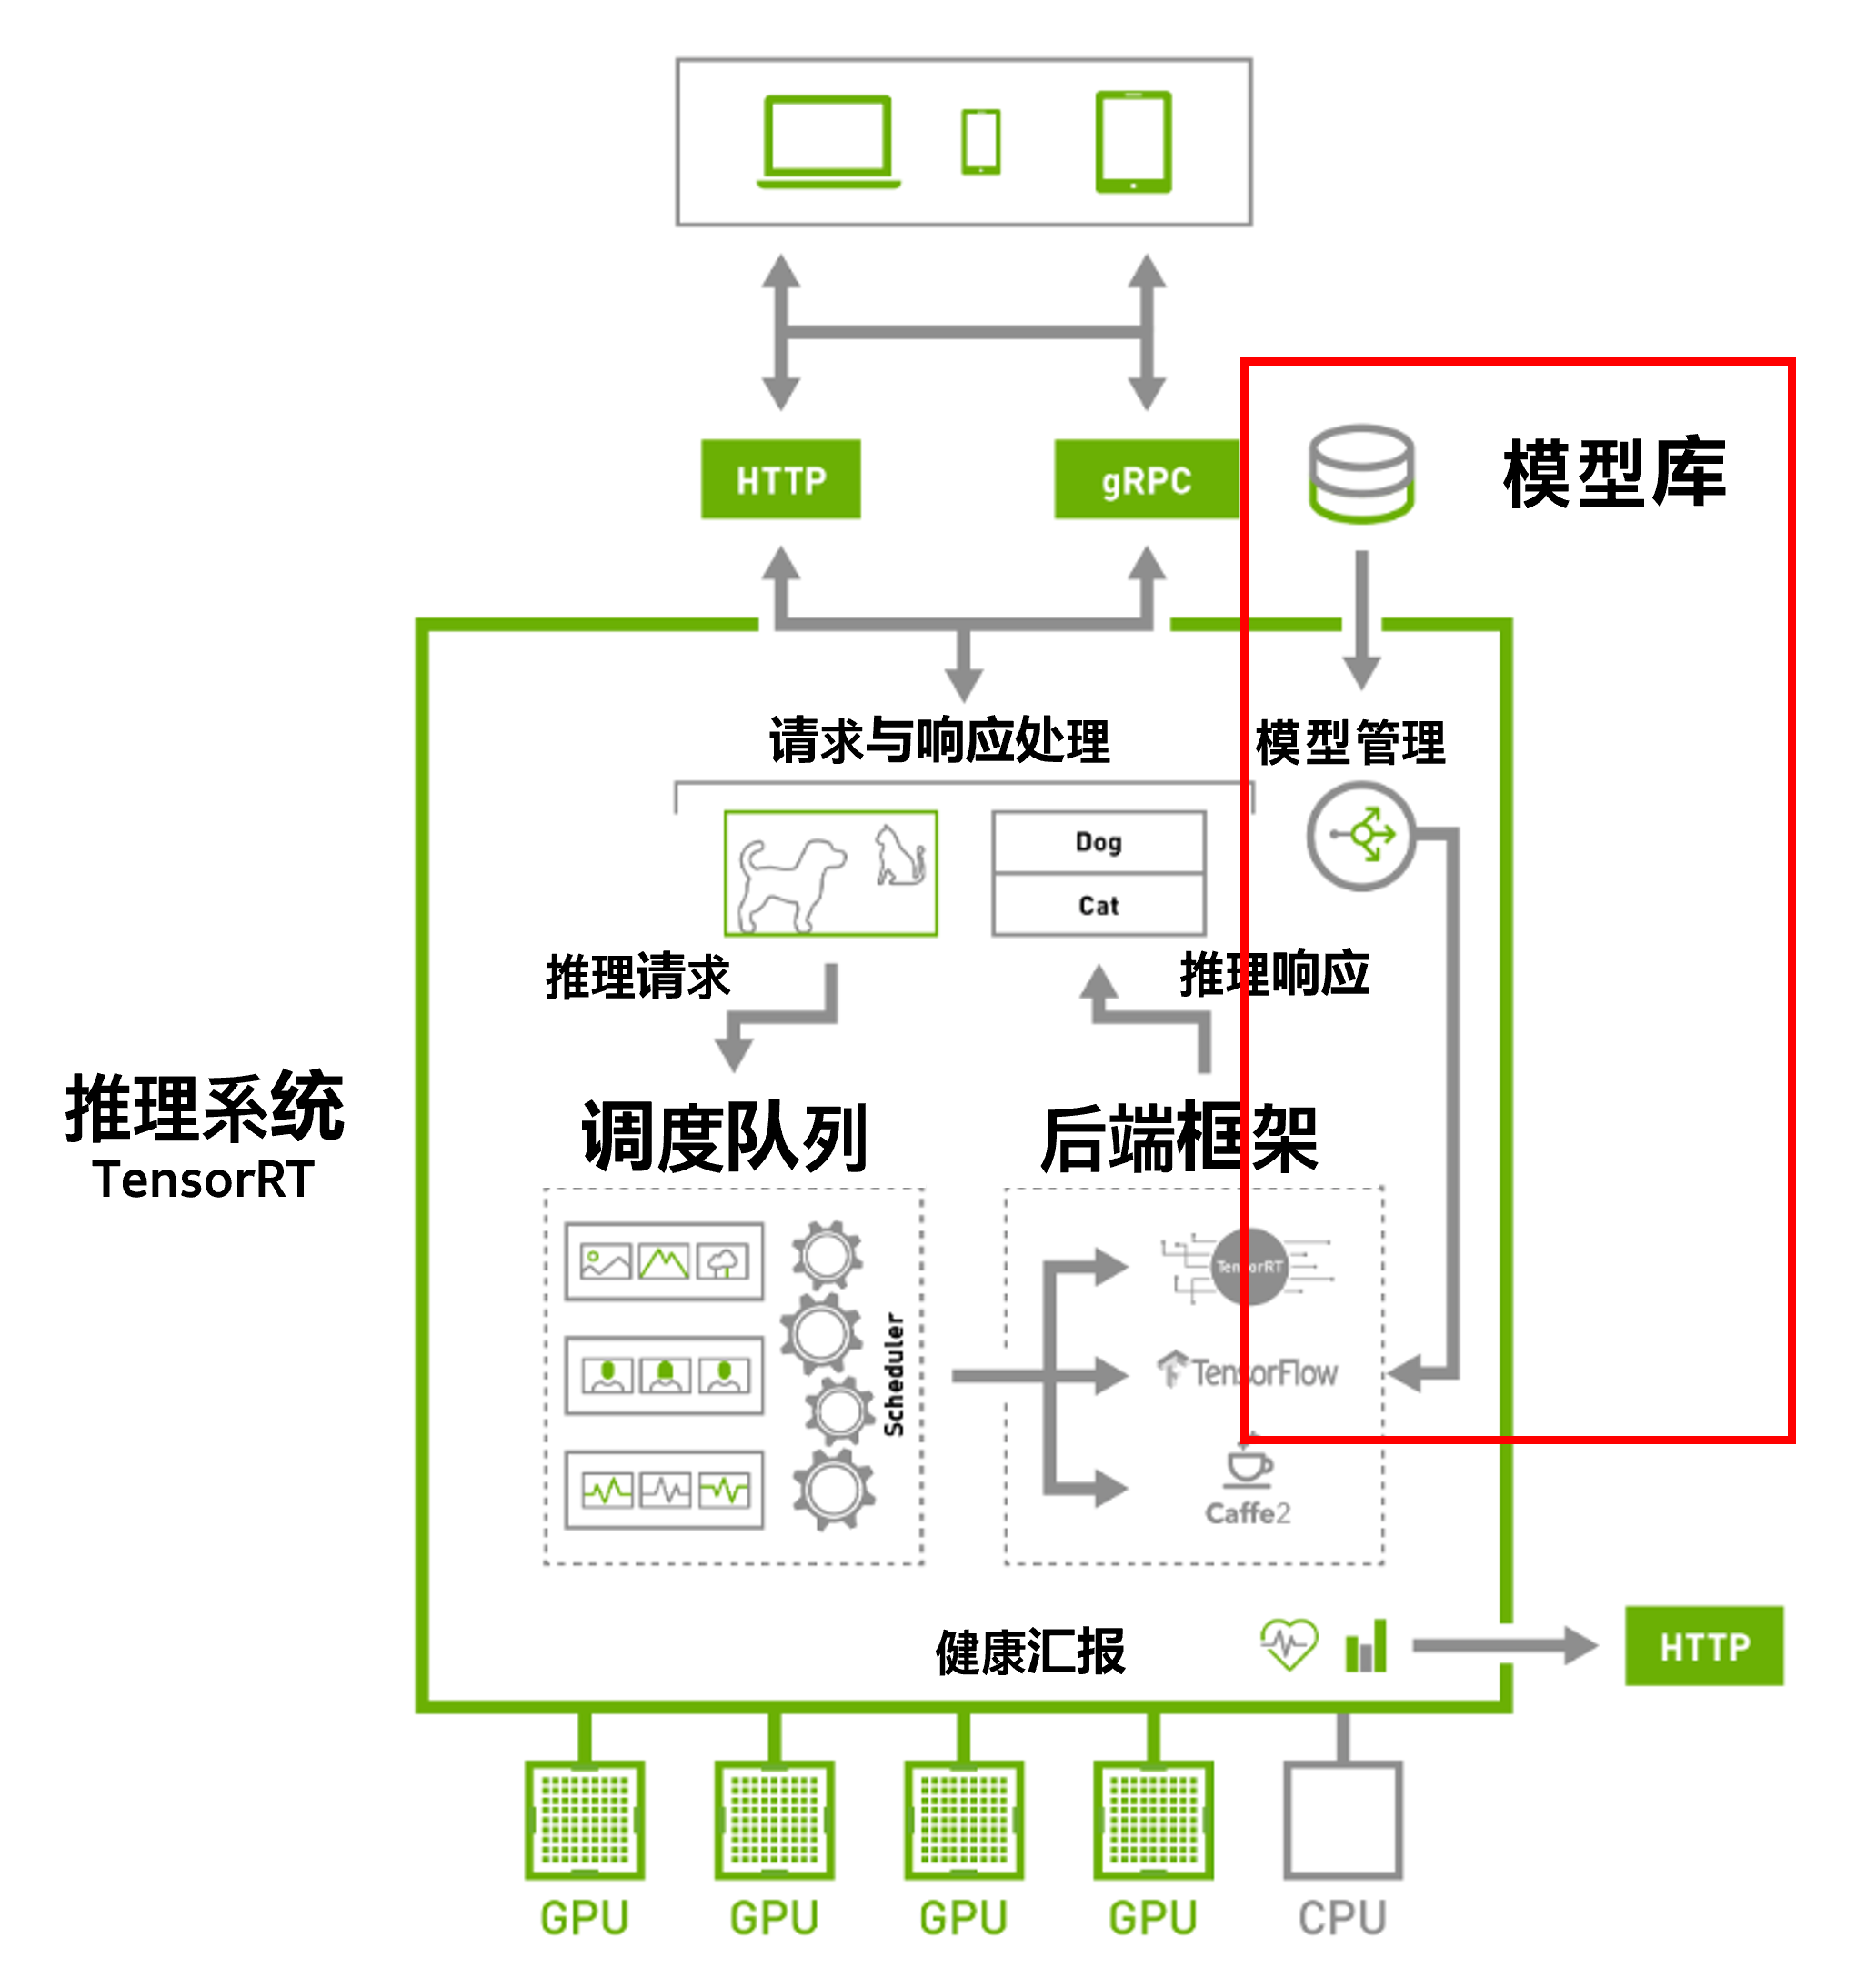 HTTP
gRPC
模型库
请求与响应处理
模型管理
Dog
Cat
推理请求
推理响应
推理系统
TensorRT
调度队列
后端框架
TensorRT
Scheduler
TensorFlow
Caffe2
健康汇报
HTTP
GPU
GPU
GPU
GPU
CPU